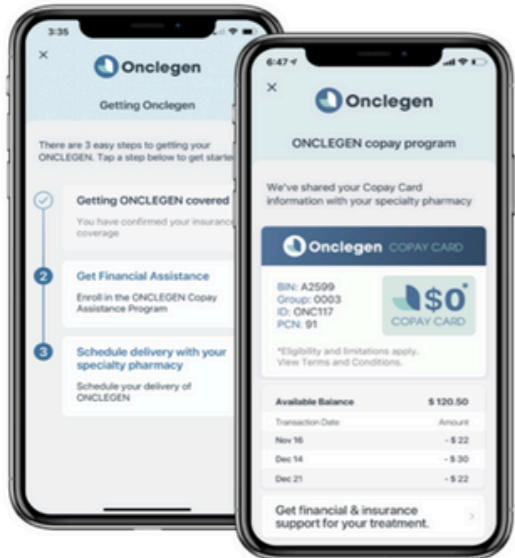 3:35
Onclegen
Getting Onclegen
There are 3 easy steps to getting your
ONCLEGEN. Tap a step below to get
Getting ONCLEGEN covered
You have confirmed your insurance
coverage
2
Get Financial Assistance
Enroll in the ONCLEGEN Copay
Assistance Program
3
Schedule delivery with your
specialty pharmacy
Schedule your delivery of
ONCLEGEN
6:47
Onclegen
ONCLEGEN copay program
We've shared your Copay Card
information with your specialty pharmacy
Onclegen COPAY CARD
BIN: A2599
Group: 0003
ID: ONC117
PCN: 91
$0*
COPAY CARD
*Eligibility and limitations apply.
View Terms and Conditions.
Available Balance $ 120.50
Transaction Date Amount
Nov 16 - $ 22
Dec 14 - $ 30
Dec 21 - $ 22
Get financial & insurance
support for your treatment.